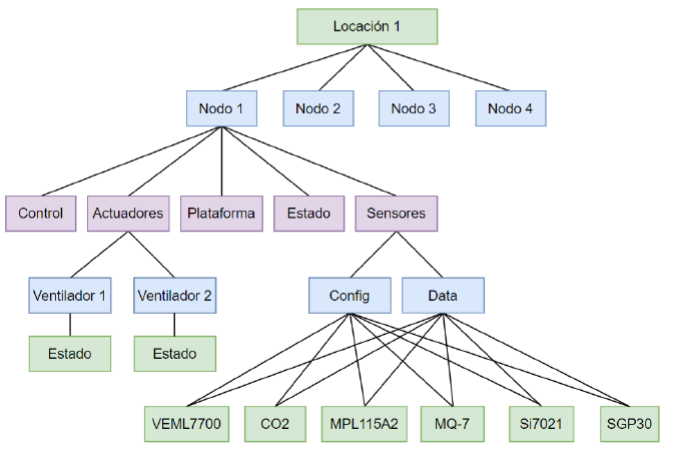 Locación 1
Nodo 1
Nodo 2
Nodo 3
Nodo 4
Control
Actuadores
Plataforma
Estado
Sensores
Ventilador 1
Ventilador 2
Config
Data
Estado
Estado
VEML7700
CO2
MPL115A2
MQ-7
Si7021
SGP30